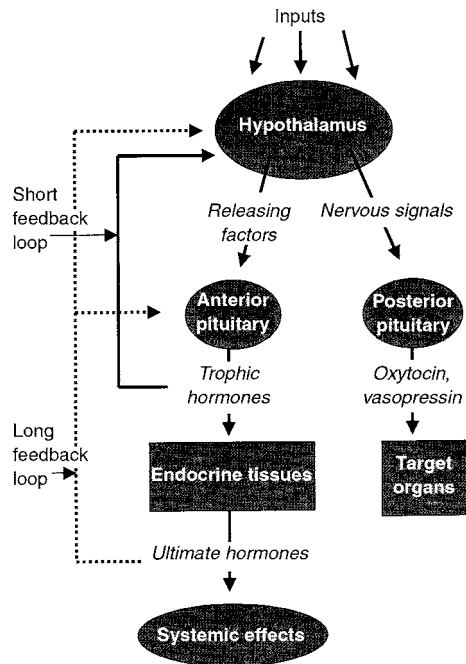 Inputs
Hypothalamus
Short
feedback
loop
Releasing
factors
Nervous signals
Anterior
pituitary
Posterior
pituitary
Trophic
hormones
Oxytocin,
vasopressin
Long
feedback
loop
Endocrine tissues
Target
organs
Ultimate hormones
Systemic effects